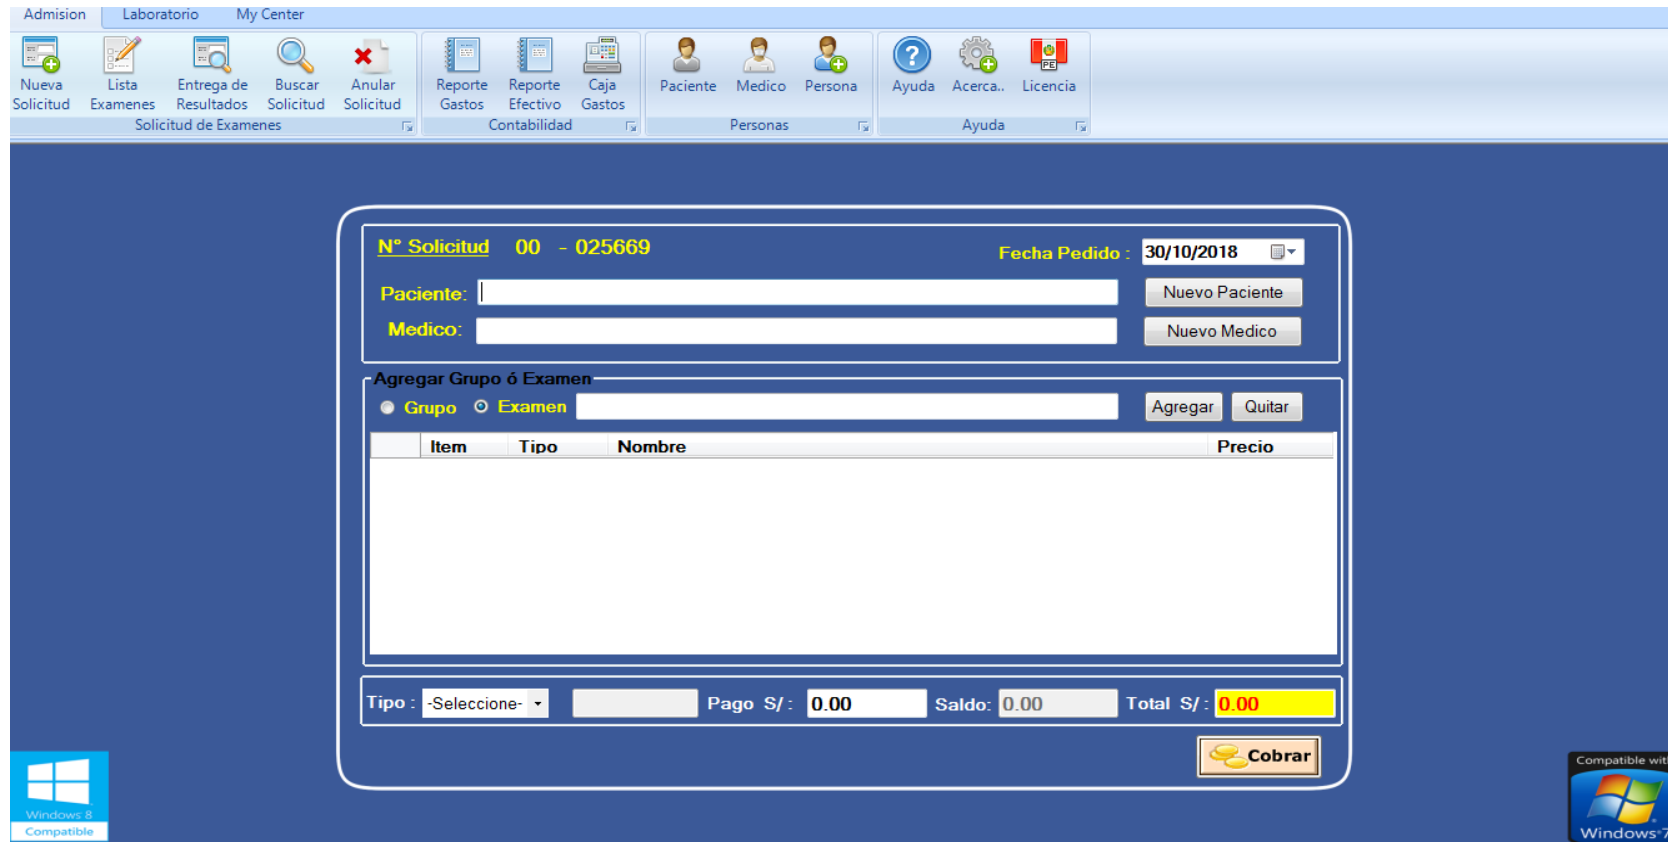 Admision Laboratorio My Center
Nueva Solicitud
Lista Examenes
Entrega de Resultados
Buscar Solicitud
Anular Solicitud
Reporte Gastos
Reporte Efectivo
Caja Gastos
Paciente
Medico
Persona
Ayuda
Acerca..
PE
Licencia
Solicitud de Examenes
Contabilidad
Personas
Ayuda
N° Solicitud 00 - 025669
Fecha Pedido : 30/10/2018
Paciente: Nuevo Paciente
Medico: Nuevo Medico
Agregar Grupo ó Examen
Grupo Examen Agregar Quitar
Item Tipo Nombre Precio
Tipo : -Seleccione- Pago S/ : 0.00 Saldo: 0.00 Total S/ : 0.00
Cobrar
Windows 8
Compatible
Compatible wit
Windows 7